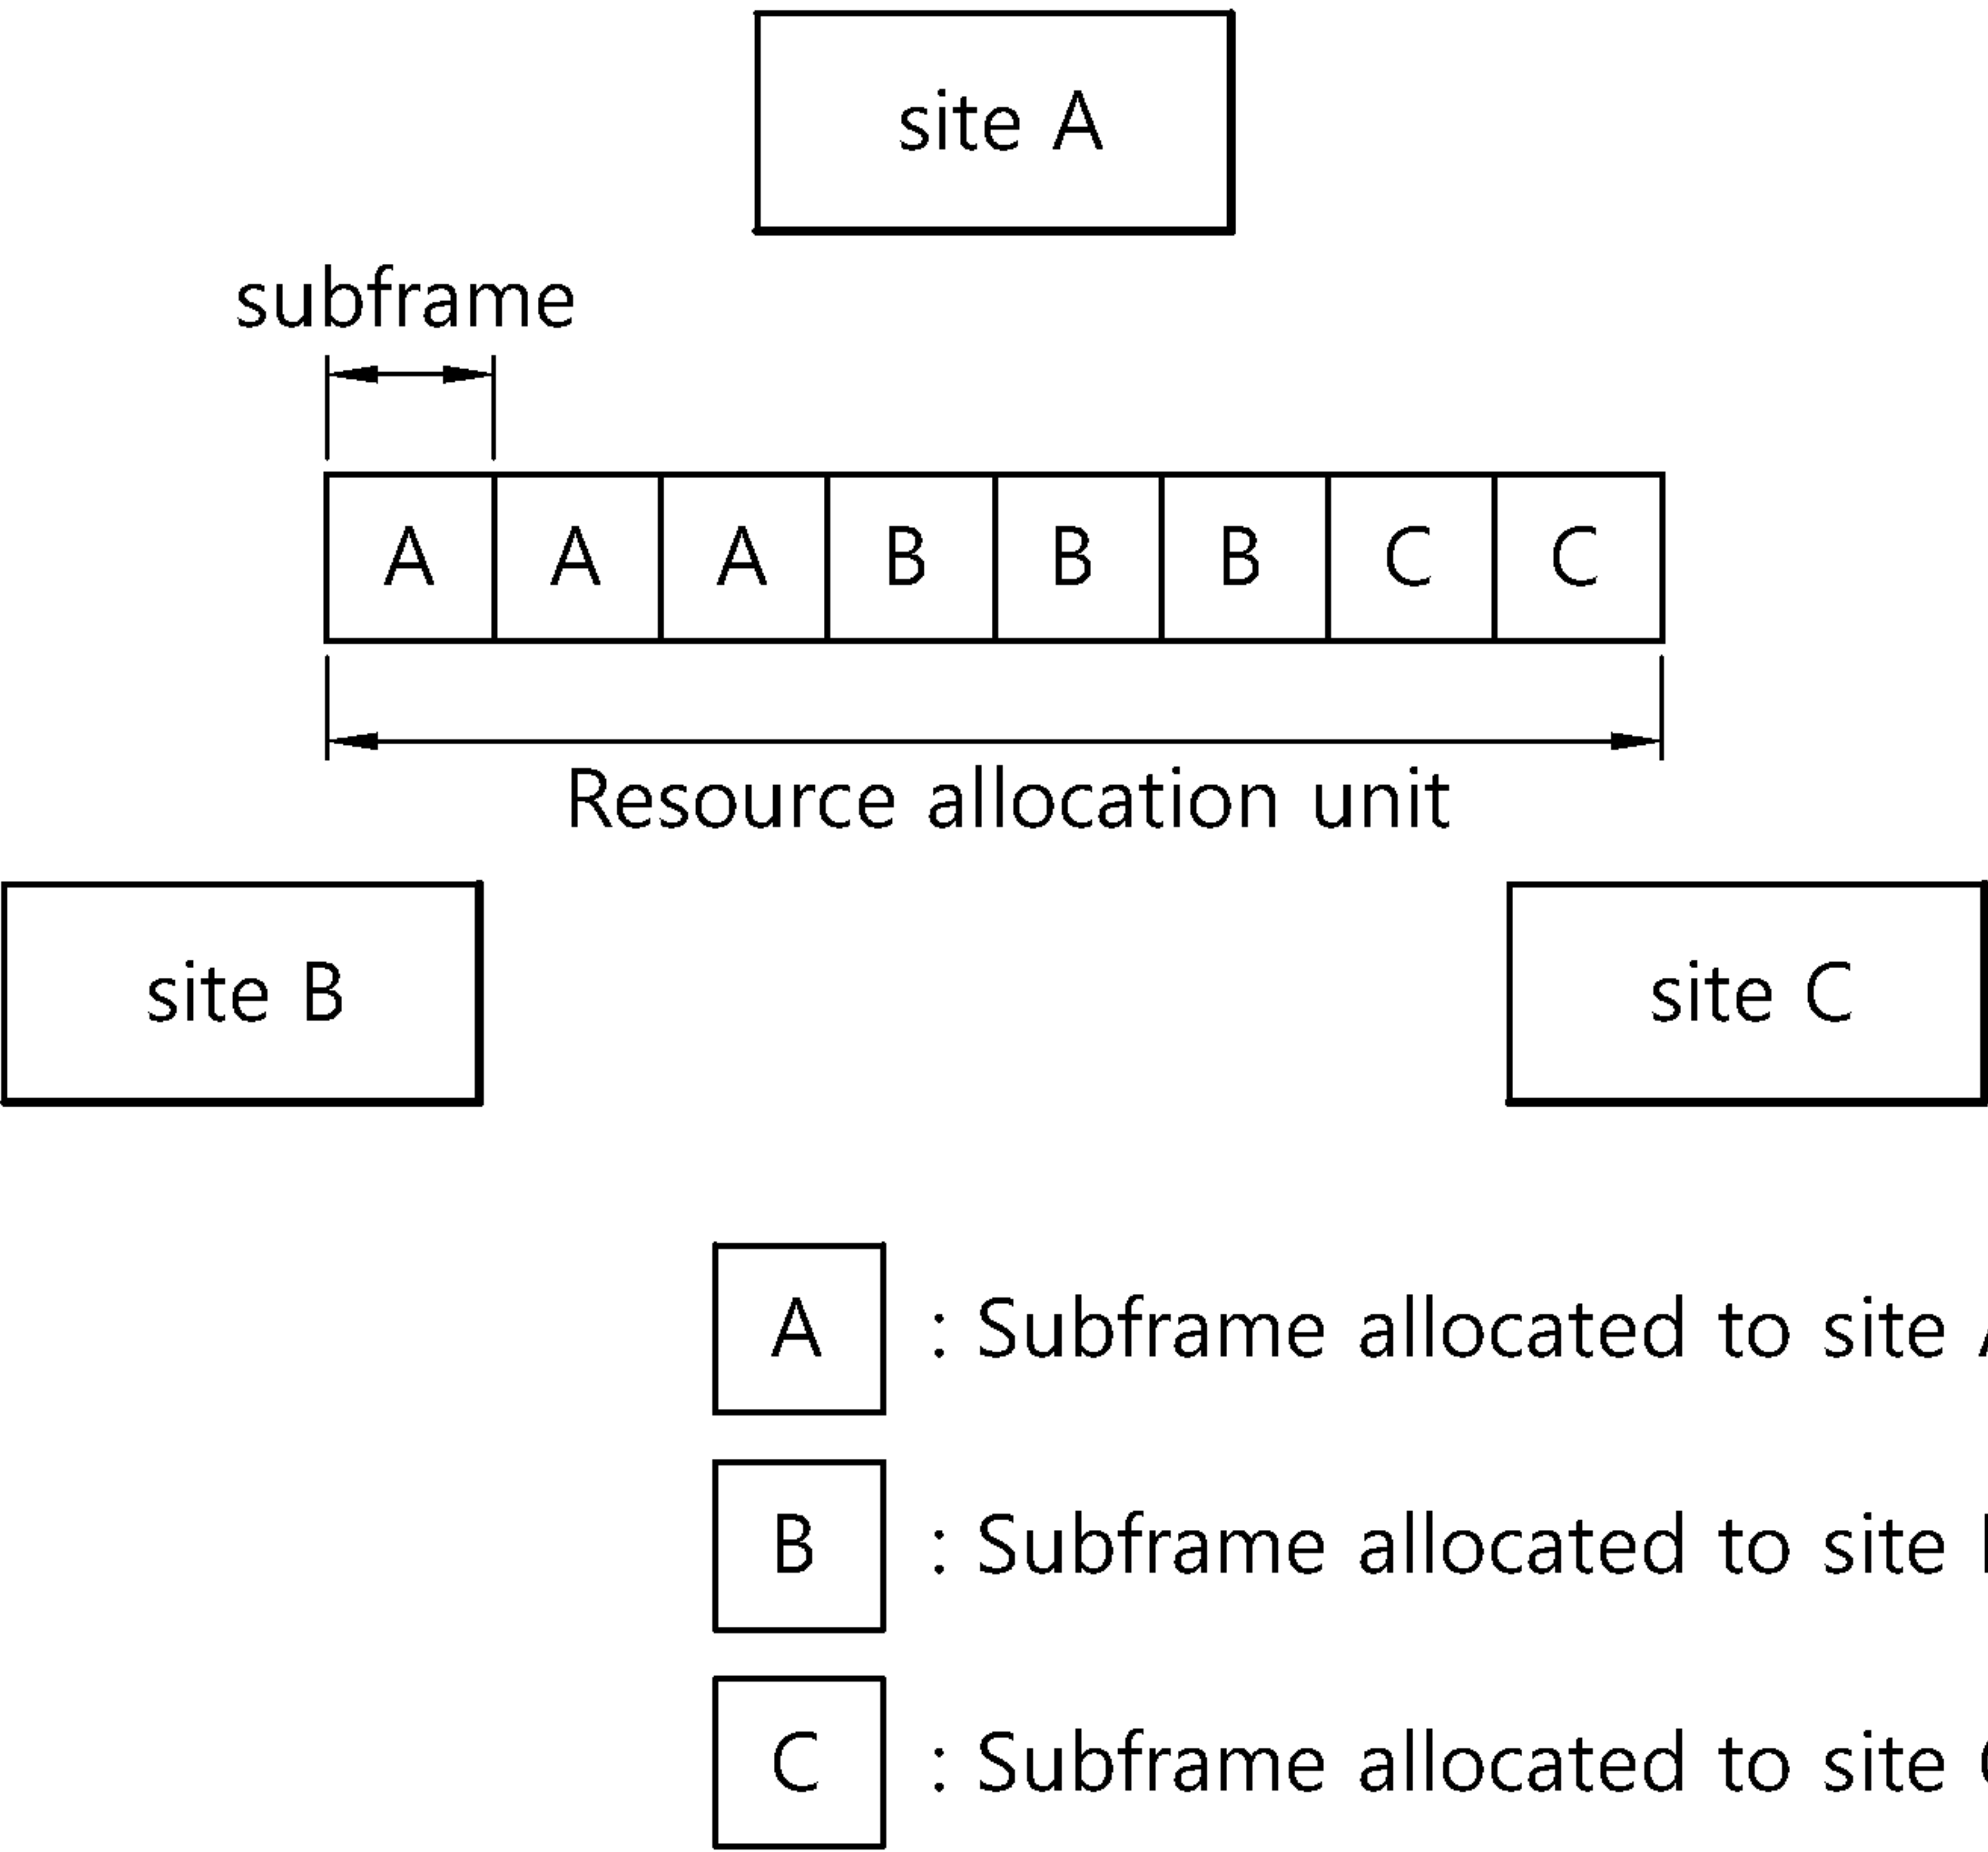 site A
subframe
A A A B B B C C
Resource allocation unit
site B site C
A : Subframe allocated to site
B : Subframe allocated to site
C : Subframe allocated to site